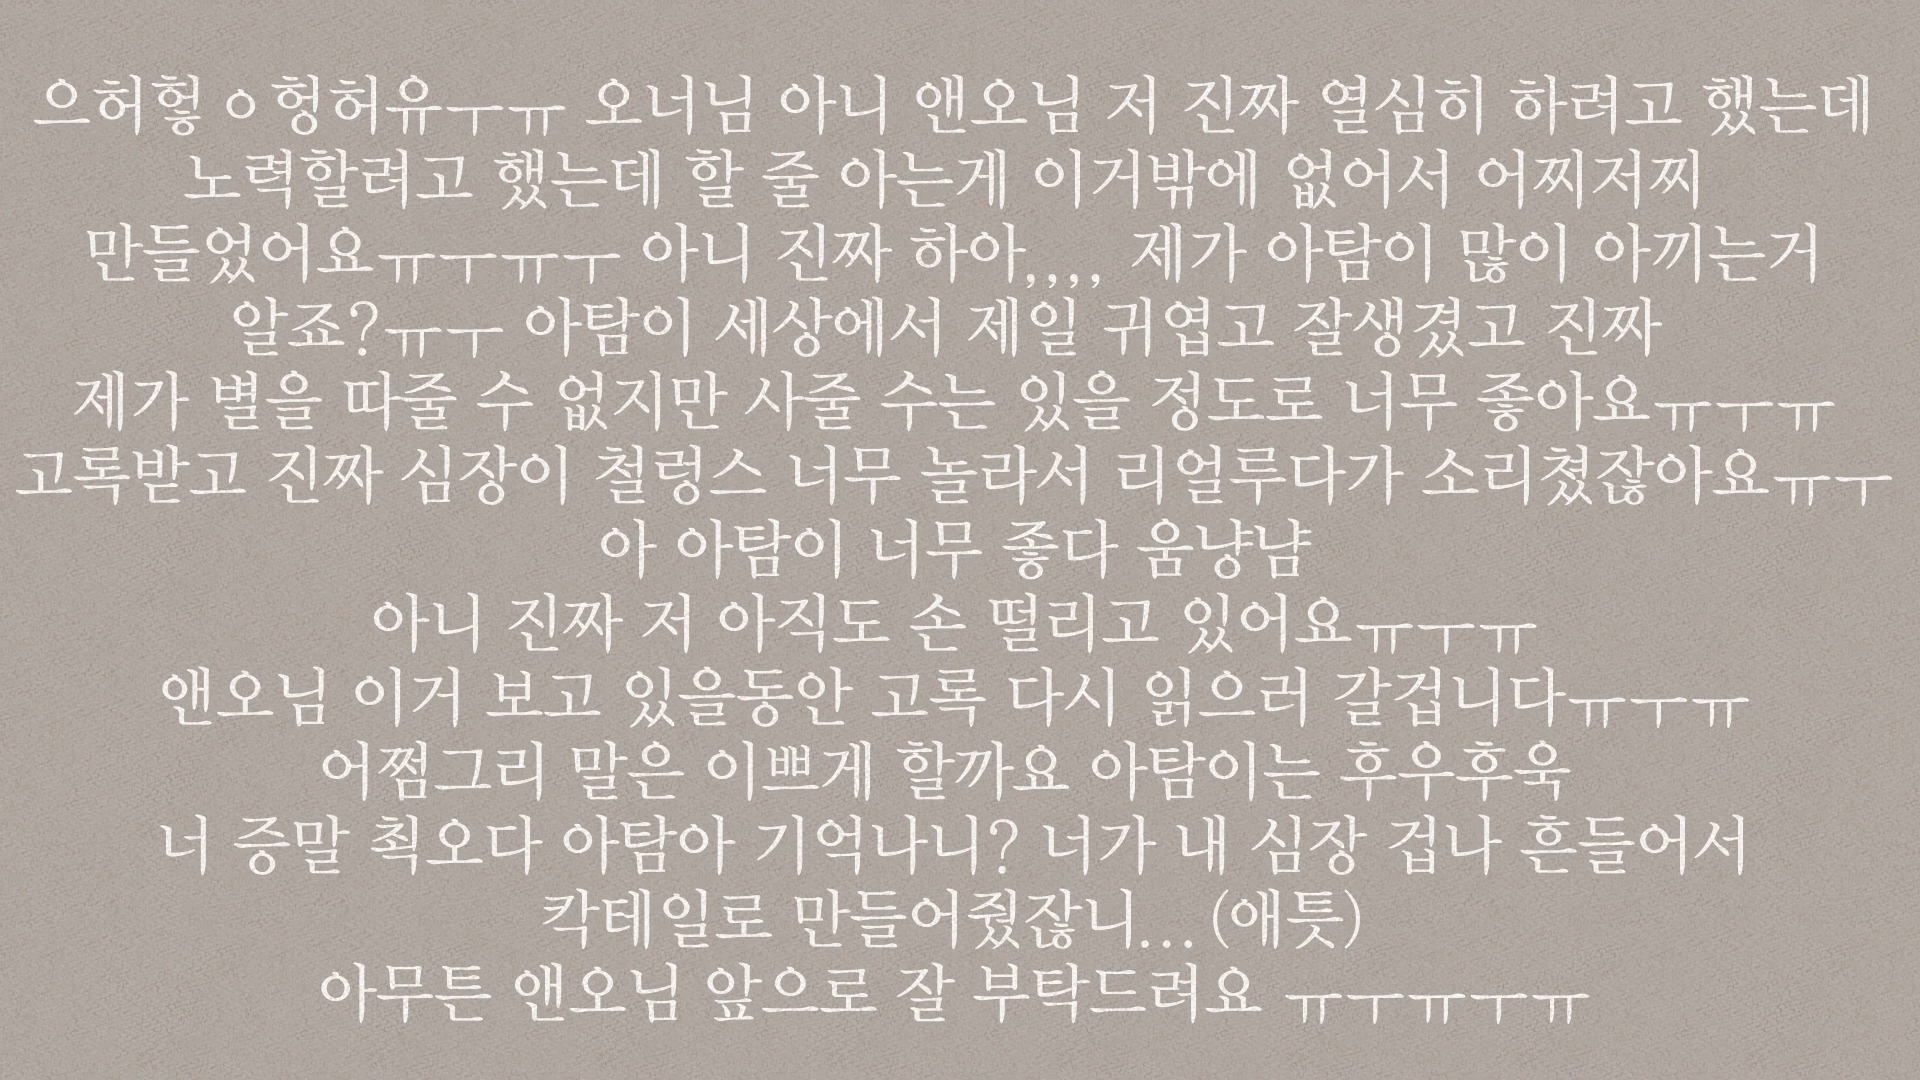 으허헣ㅇ헝허유ㅜㅠ 오너님 아니 앤오님 저 진짜 열심히 하려고 했는데
노력할려고 했는데 할 줄 아는게 이거밖에 없어서 어찌저찌
만들었어요ㅠㅜㅠㅜ 아니 진짜 하아,,,, 제가 아탐이 많이 아끼는거
알죠?ㅠㅜ 아탐이 세상에서 제일 귀엽고 잘생겼고 진짜
제가 별을 따줄 수 없지만 사줄 수는 있을 정도로 너무 좋아요ㅠㅜㅠ
고록받고 진짜 심장이 철렁스 너무 놀라서 리얼루다가 소리쳤잖아요ㅠㅜ
아 아탐이 너무 좋다 움냥냠
아니 진짜 저 아직도 손 떨리고 있어요ㅠㅜㅠ
앤오님 이거 보고 있을동안 고록 다시 읽으러 갈겁니다ㅠㅜㅠ
어쩜그리 말은 이쁘게 할까요 아탐이는 후우후욱
너 증말 쵝오다 아탐아 기억나니? 너가 내 심장 겁나 흔들어서
칵테일로 만들어줬잖니...(애틋)
아무튼 앤오님 앞으로 잘 부탁드려요 ㅠㅜㅠㅜㅠ